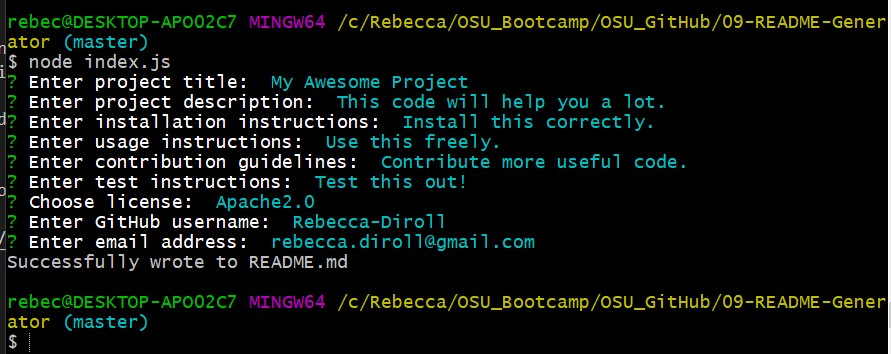 rebec@DESKTOP-APO02C7 MINGW64 /c/Rebecca/OSU_Bootcamp/OSU_GitHub/09-README-Gener
ator (master)
$ node index.js
? Enter project title:  My Awesome Project
? Enter project description:  This code will help you a lot.
? Enter installation instructions:  Install this correctly.
? Enter usage instructions:  Use this freely.
? Enter contribution guidelines:  Contribute more useful code.
? Enter test instructions:  Test this out!
? Choose license:  Apache2.0
? Enter GitHub username:  Rebecca-Diroll
? Enter email address:  rebecca.diroll@gmail.com
Successfully wrote to README.md
rebec@DESKTOP-APO02C7 MINGW64 /c/Rebecca/OSU_Bootcamp/OSU_GitHub/09-README-Gener
ator (master)
$